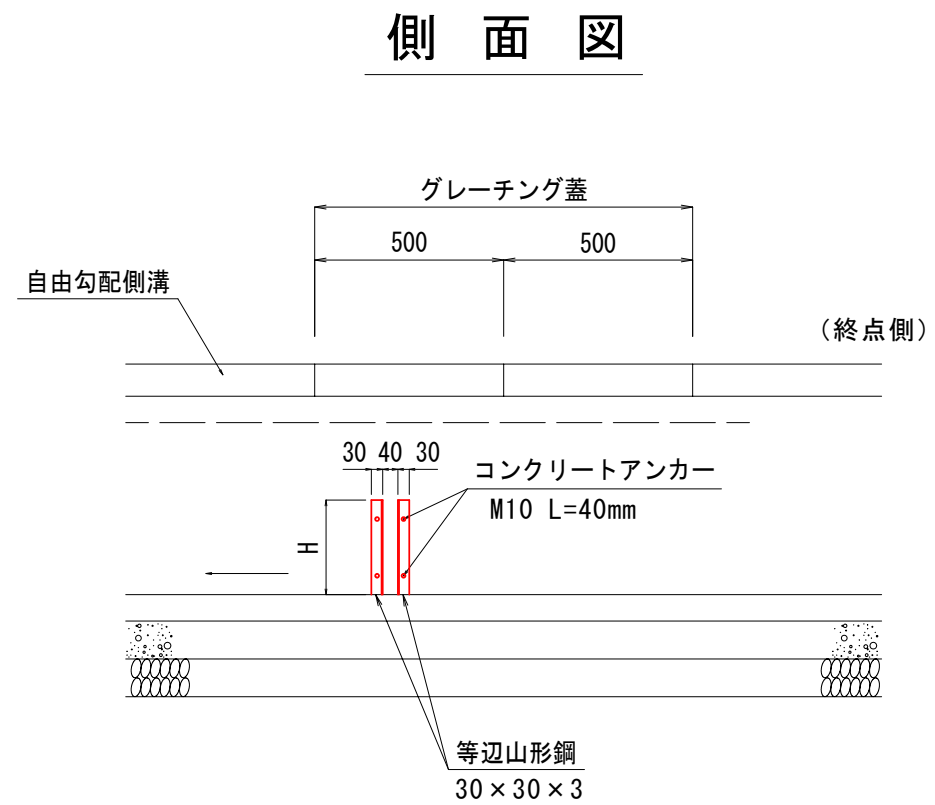 側 面 図
グレーチング蓋
500 500
自由勾配側溝
（終点側）
30 40 30
コンクリートアンカー
M10 L=40mm
H
等辺山形鋼
30×30×3